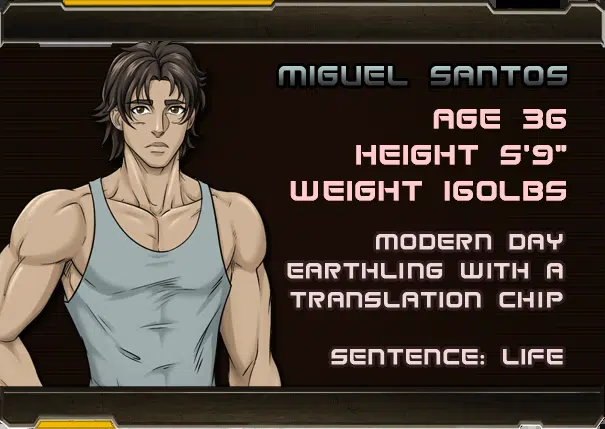 MIGUEL SANTOS
AGE 36
HEIGHT 5'9"
WEIGHT 160LBS
MODERN DAY
EARTHLING WITH A
TRANSLATION CHIP
SENTENCE: LIFE